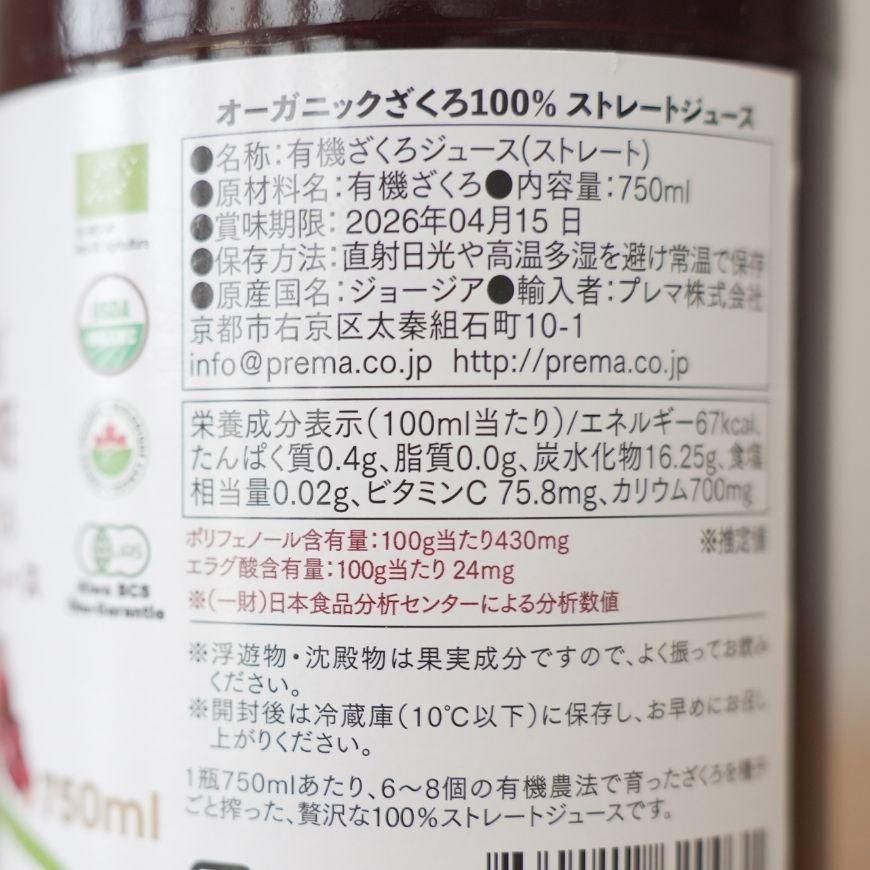 オーガニックざくろ100% ストレートジュース
●名称：有機ざくろジュース(ストレート)
●原材料名：有機ざくろ●内容量：750ml
●賞味期限：2026年04月15日
●保存方法：直射日光や高温多湿を避け常温で保存
●原産国名：ジョージア●輸入者：プレマ株式会社
京都市右京区太秦組石町10-1
info@prema.co.jp http://prema.co.jp
栄養成分表示(100ml当たり)/エネルギー67kcal、
たんぱく質0.4g、脂質0.0g、炭水化物16.25g、食塩
相当量0.02g、ビタミンC 75.8mg、カリウム700mg
ポリフェノール含有量：100g当たり430mg ※推定値
エラグ酸含有量：100g当たり 24mg
※(一財)日本食品分析センターによる分析数値
※浮遊物・沈殿物は果実成分ですので、よく振ってお飲み
ください。
※開封後は冷蔵庫(10℃以下)に保存し、お早めにお召し
上がりください。
1瓶750mlあたり、6〜8個の有機農法で育ったざくろを種子
ごと搾った、贅沢な100%ストレートジュースです。
USDA
ORGANIC
JAS
Kiwa BCS
Öko-Garantie
750ml